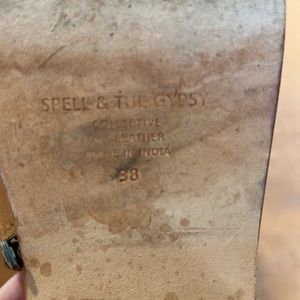 SPELL & THE GYPSY
COLLECTIVE
LEATHER
MADE IN INDIA
38